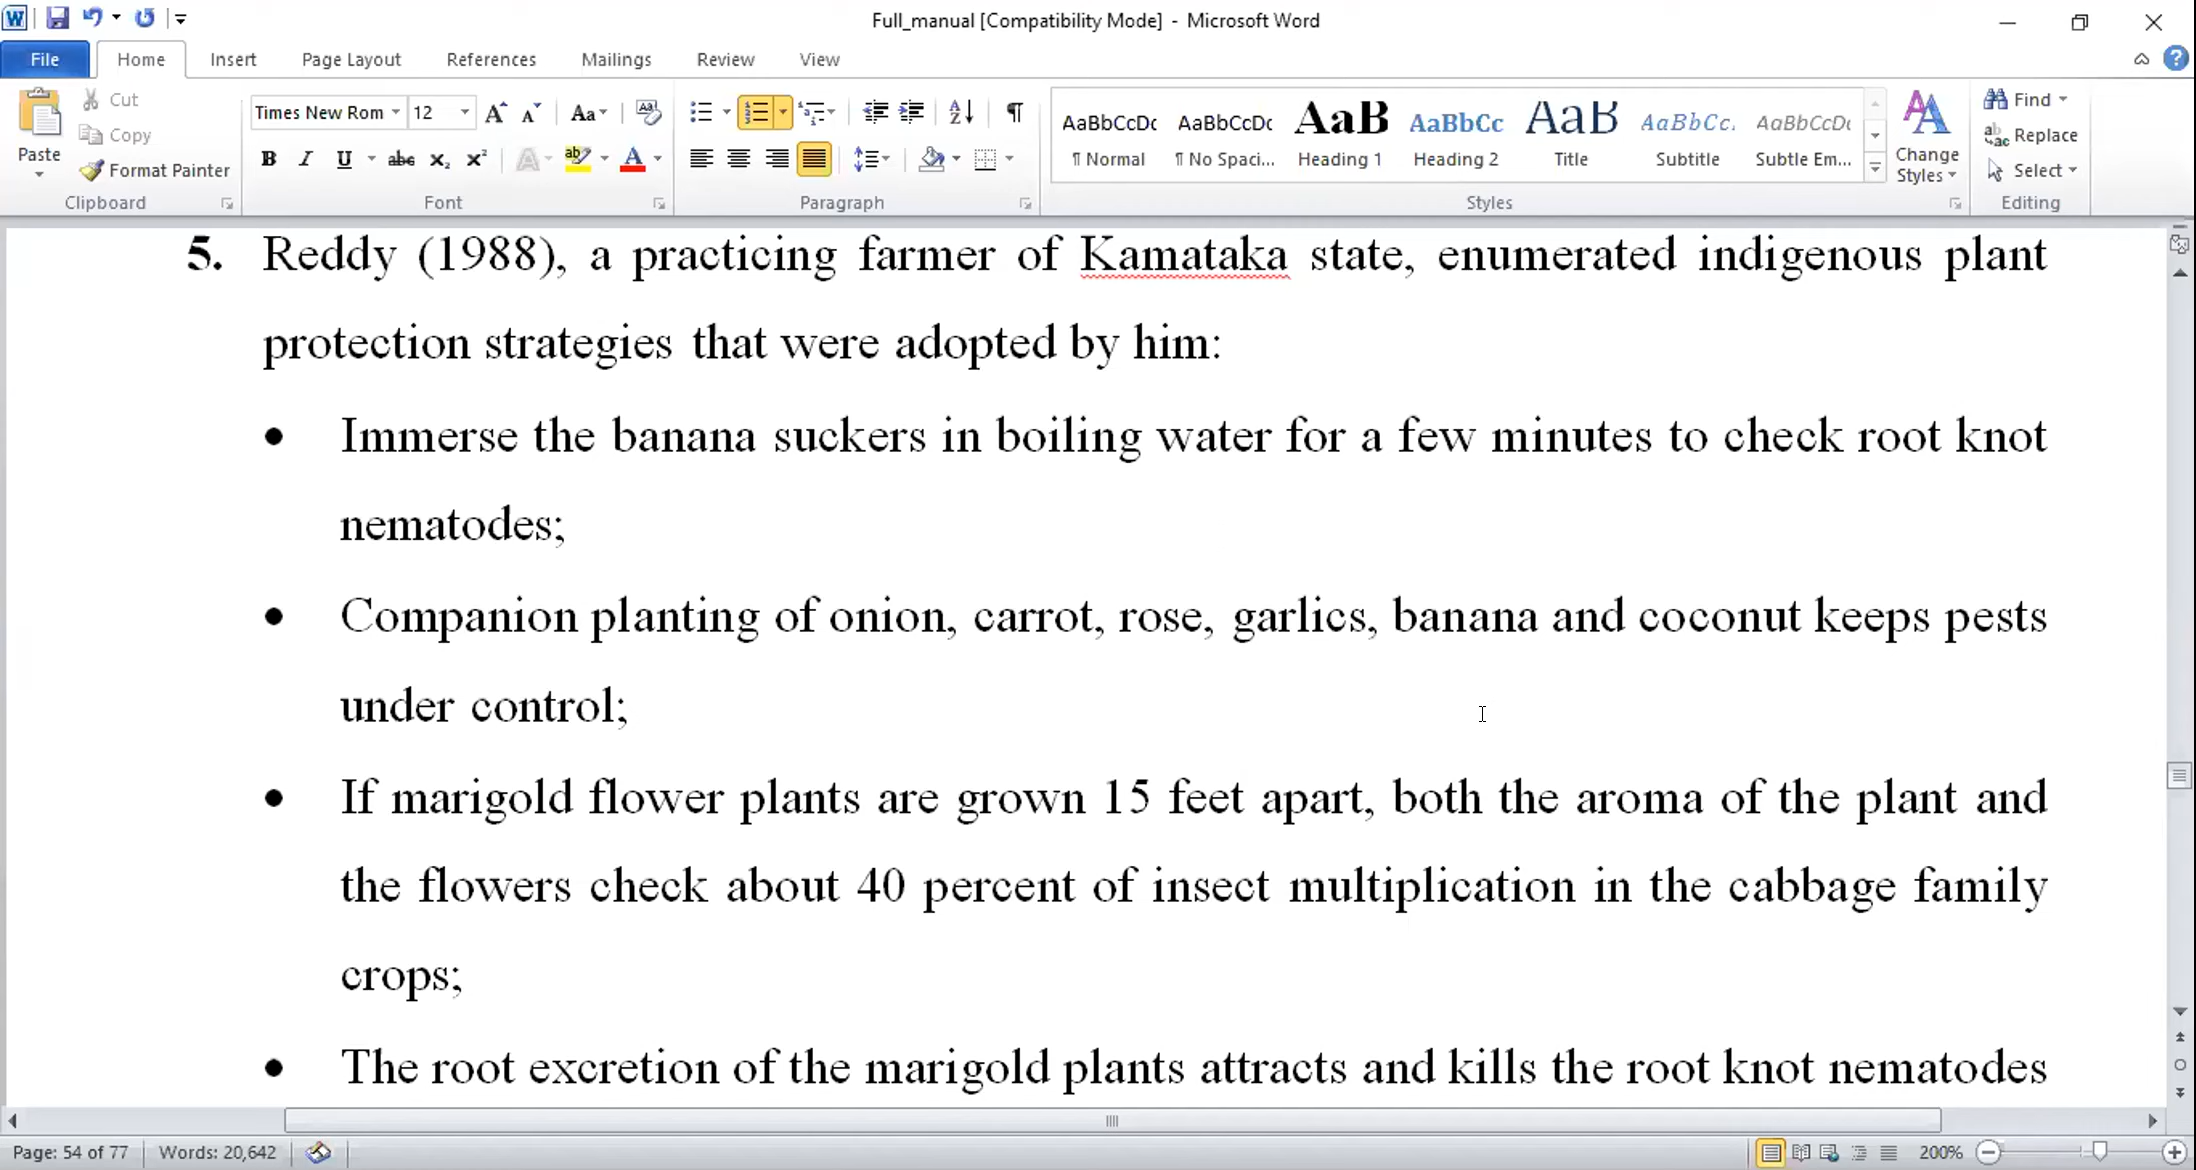 Full_manual [Compatibility Mode] - Microsoft Word
File Home Insert Page Layout References Mailings Review View
Paste
Cut
Copy
Format Painter
Clipboard
Times New Rom 12
Font
Paragraph
AaBbCcDc AaBbCcDc AaB AaBbCc AaB AaBbCc. AaBbCcDc
¶ Normal ¶ No Spaci... Heading 1 Heading 2 Title Subtitle Subtle Em...
Change
Styles
Styles
Find
Replace
Select
Editing
5. Reddy (1988), a practicing farmer of Kamataka state, enumerated indigenous plant
protection strategies that were adopted by him:
• Immerse the banana suckers in boiling water for a few minutes to check root knot
nematodes;
• Companion planting of onion, carrot, rose, garlics, banana and coconut keeps pests
under control;
• If marigold flower plants are grown 15 feet apart, both the aroma of the plant and
the flowers check about 40 percent of insect multiplication in the cabbage family
crops;
• The root excretion of the marigold plants attracts and kills the root knot nematodes
Page: 54 of 77 Words: 20,642 200%